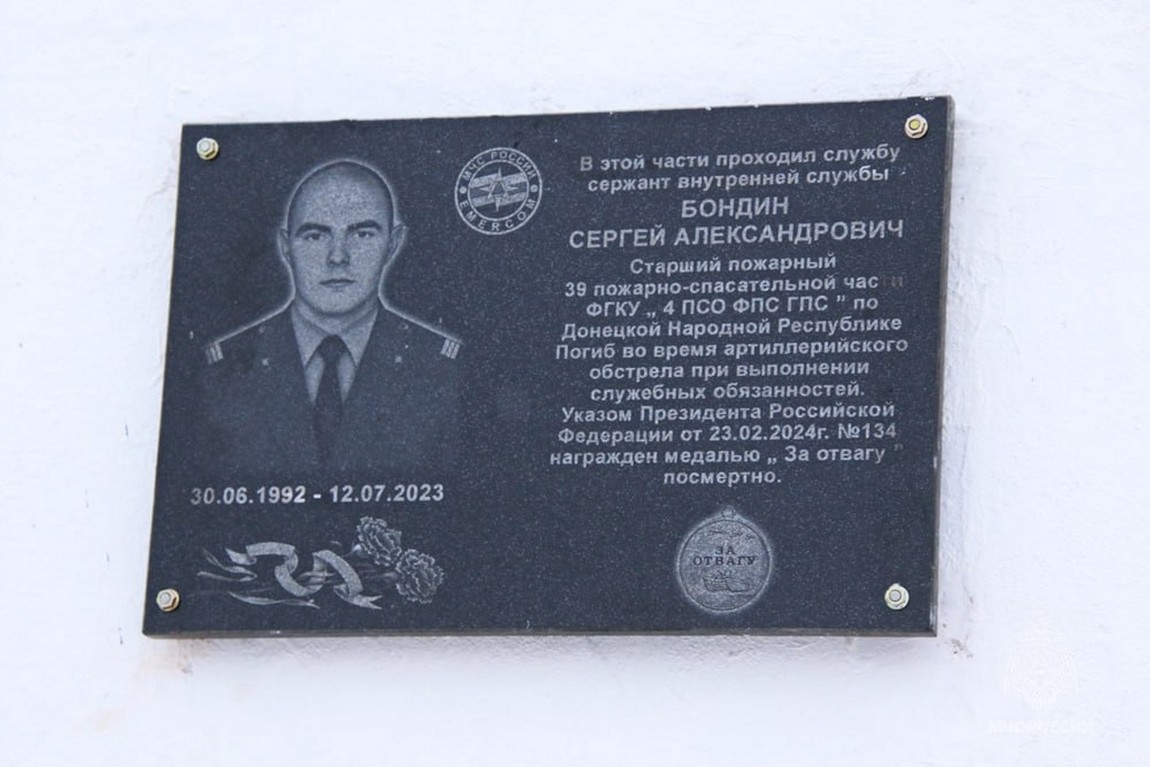 МЧС РОССИИ
EMERCOM
В этой части проходил службу
сержант внутренней службы
БОНДИН
СЕРГЕЙ АЛЕКСАНДРОВИЧ
Старший пожарный
39 пожарно-спасательной части
ФГКУ „ 4 ПСО ФПС ГПС ” по
Донецкой Народной Республике
Погиб во время артиллерийского
обстрела при выполнении
служебных обязанностей.
Указом Президента Российской
Федерации от 23.02.2024г. №134
награжден медалью „ За отвагу ”
посмертно.
30.06.1992 - 12.07.2023
ЗА
ОТВАГУ
МЧС РОССИИ